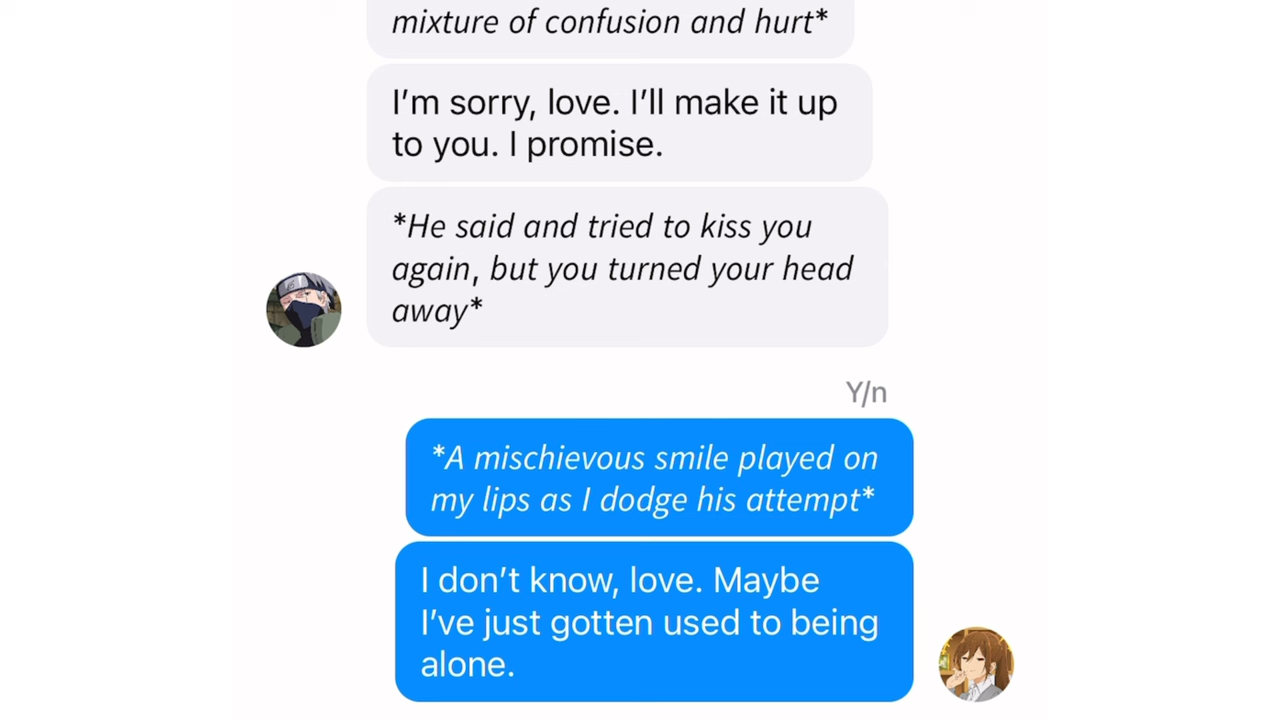 mixture of confusion and hurt*
I’m sorry, love. I’ll make it up
to you. I promise.
*He said and tried to kiss you
again, but you turned your head
away*
Y/n
*A mischievous smile played on
my lips as I dodge his attempt*
I don’t know, love. Maybe
I’ve just gotten used to being
alone.